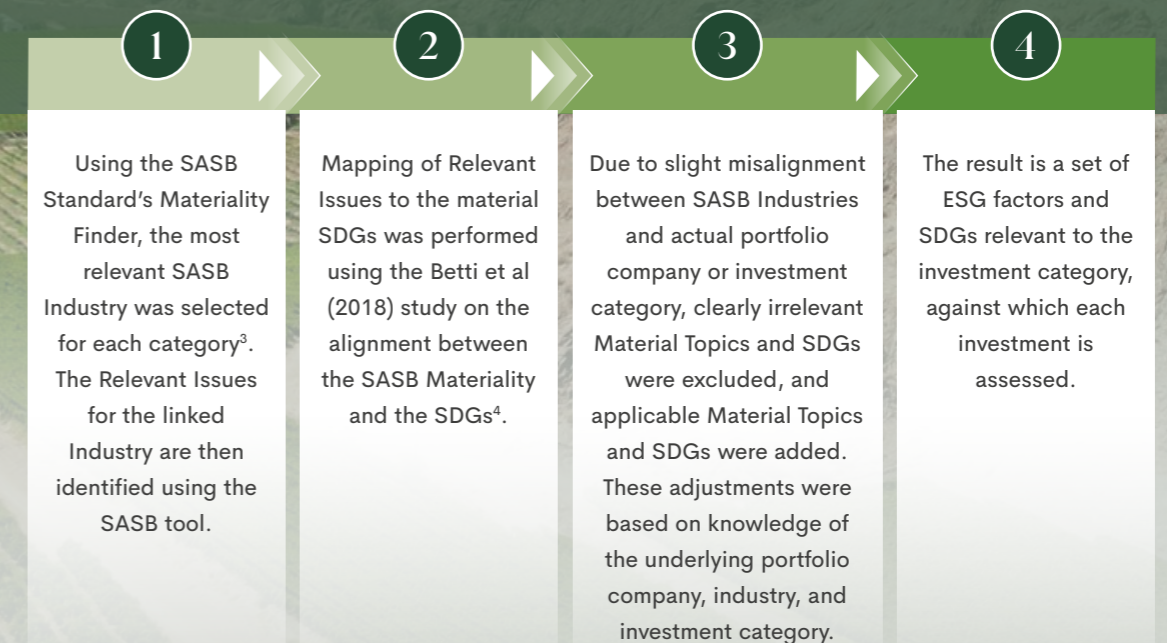 1
Using the SASB
Standard's Materiality
Finder, the most
relevant SASB
Industry was selected
for each category³.
The Relevant Issues
for the linked
Industry are then
identified using the
SASB tool.
2
Mapping of Relevant
Issues to the material
SDGs was performed
using the Betti et al
(2018) study on the
alignment between
the SASB Materiality
and the SDGs⁴.
3
Due to slight misalignment
between SASB Industries
and actual portfolio
company or investment
category, clearly irrelevant
Material Topics and SDGs
were excluded, and
applicable Material Topics
and SDGs were added.
These adjustments were
based on knowledge of
the underlying portfolio
company, industry, and
investment category.
4
The result is a set of
ESG factors and
SDGs relevant to the
investment category,
against which each
investment is
assessed.